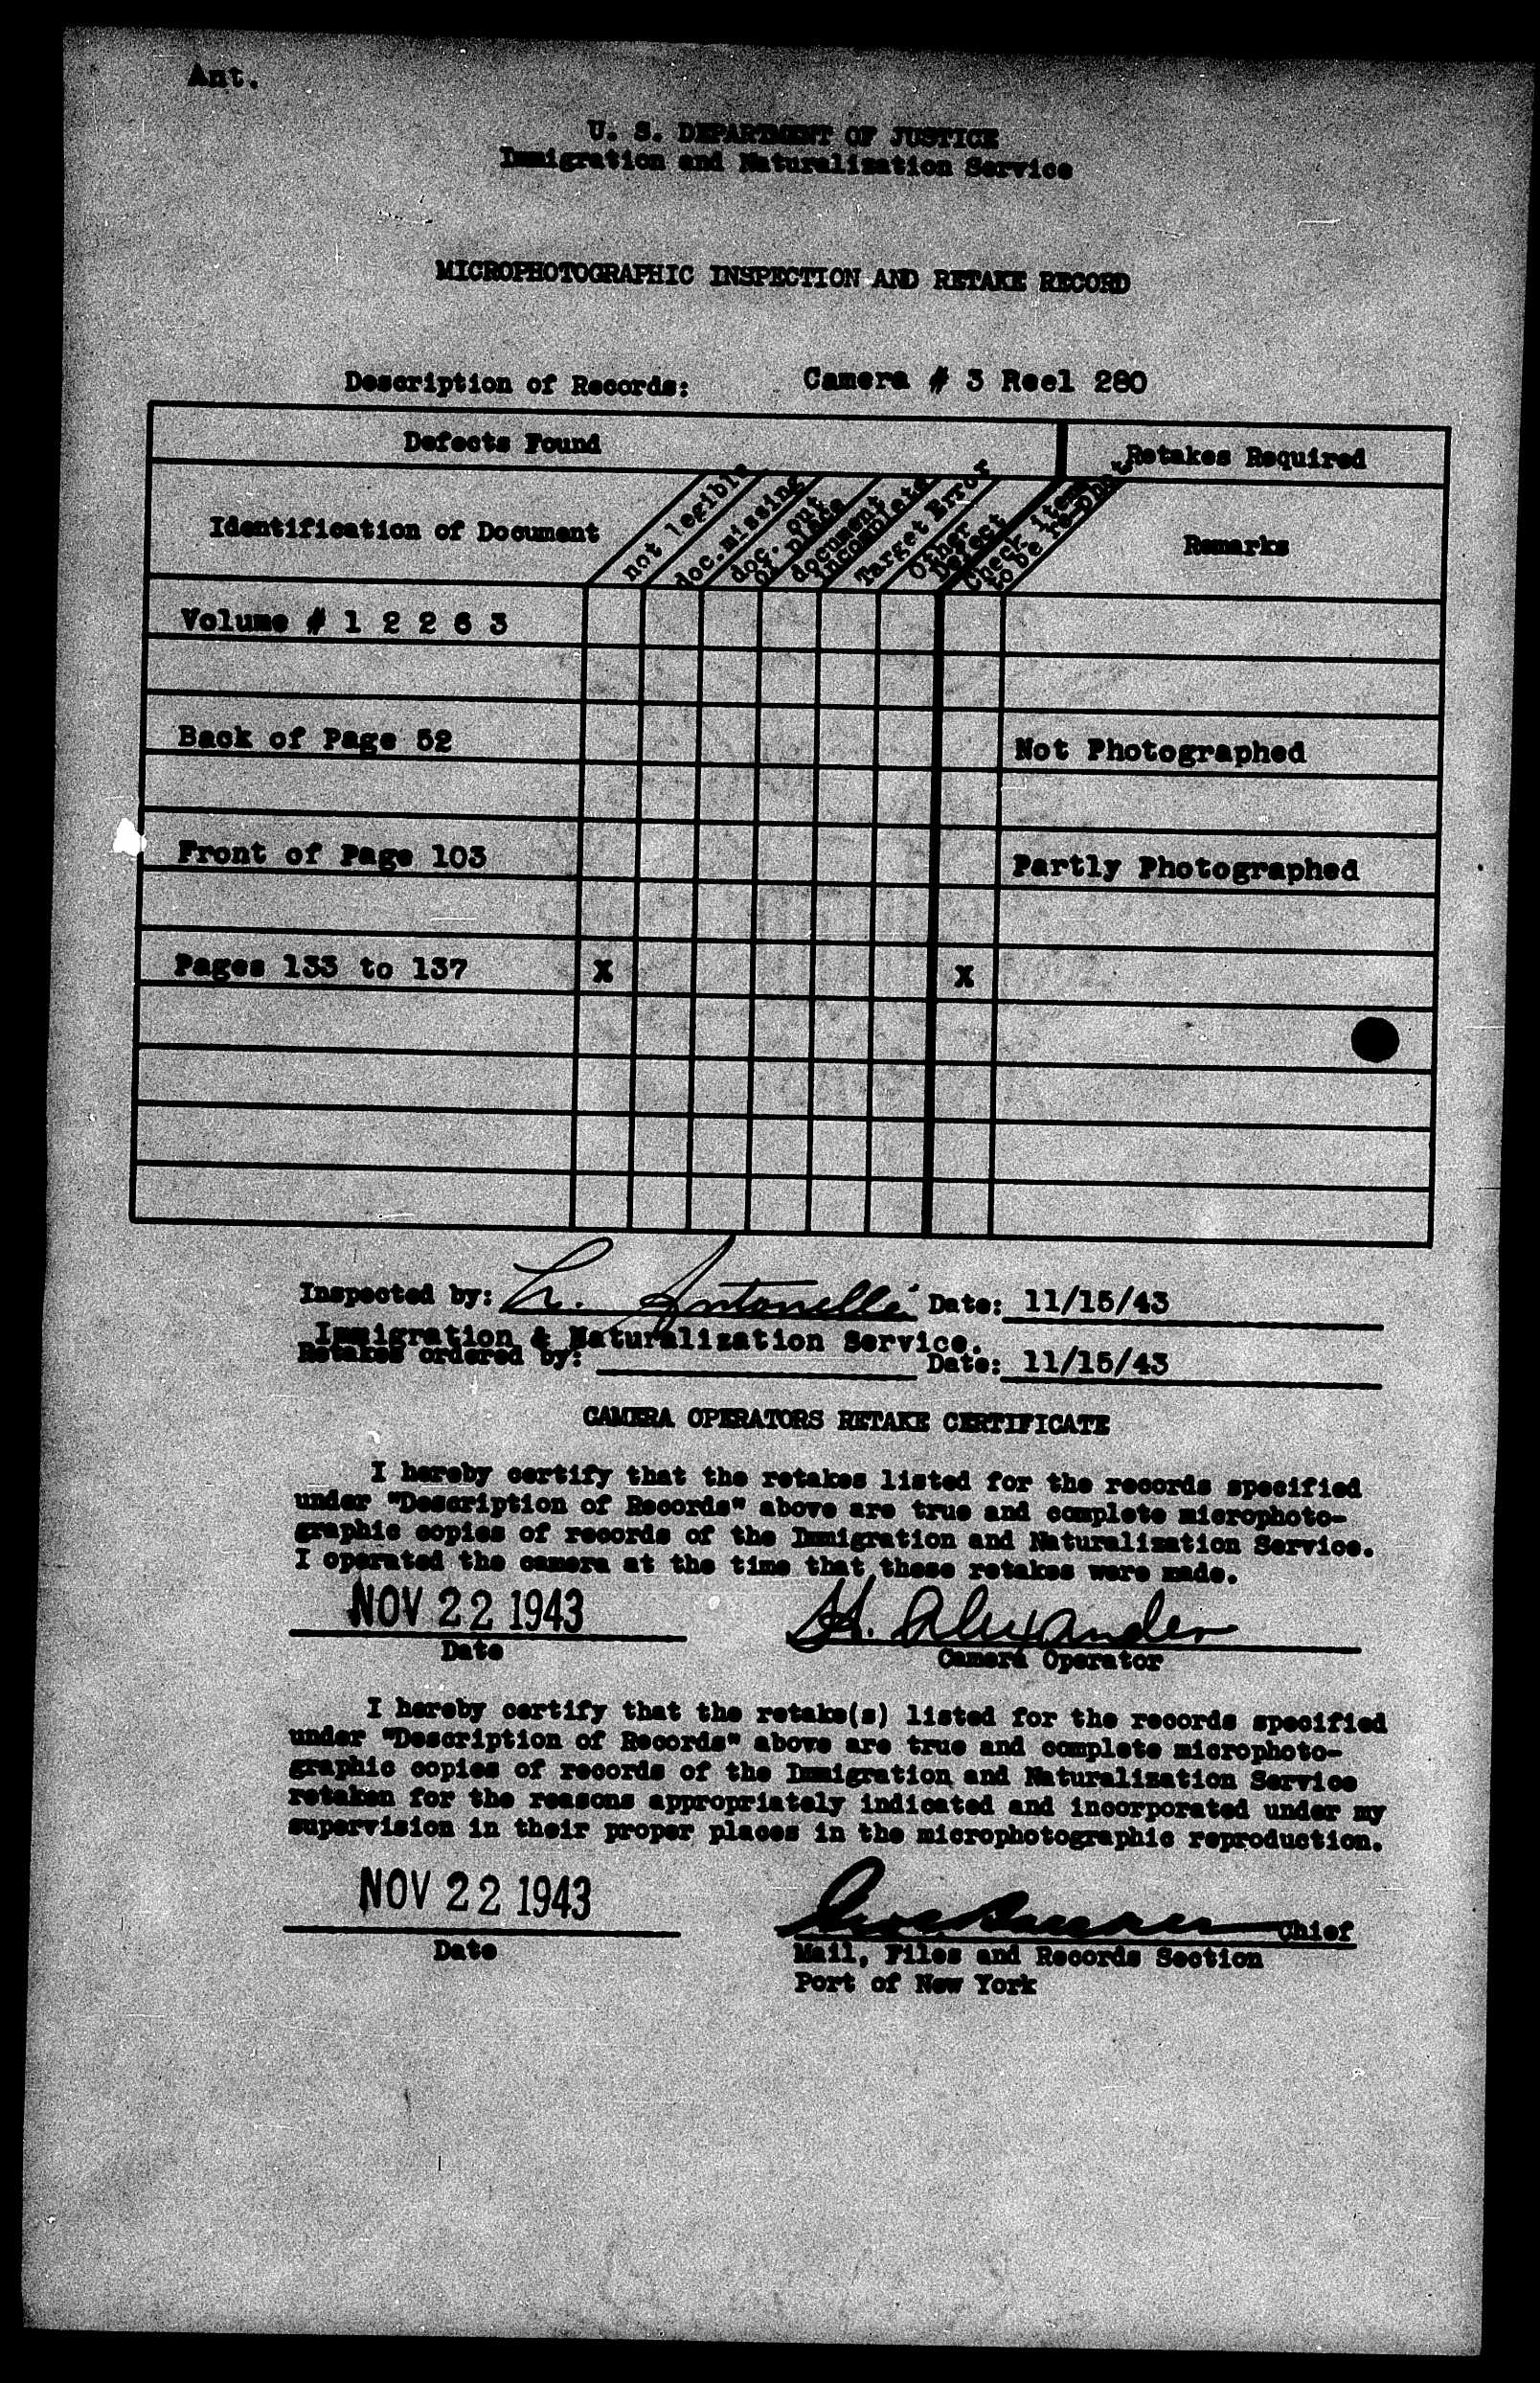 Ant.
U. S. DEPARTMENT OF JUSTICE
Immigration and Naturalization Service
MICROPHOTOGRAPHIC INSPECTION AND RETAKE RECORD
Description of Records: Camera # 3 Reel 280
Defects Found
Retakes Required
Identification of Document
not legible
doc. missing
doc. out
of place
document
incomplete
Target Error
Other
Defect
Check item
to be re-phot
Remarks
Volume # 1 2 2 6 3
Back of Page 52 Not Photographed
Front of Page 103 Partly Photographed
Pages 133 to 137 X X
Inspected by: L. Antonelli Date: 11/15/43
Immigration & Naturalization Service.
Retakes ordered by: Date: 11/15/43
CAMERA OPERATORS RETAKE CERTIFICATE
I hereby certify that the retakes listed for the records specified
under "Description of Records" above are true and complete microphoto-
graphic copies of records of the Immigration and Naturalization Service.
I operated the camera at the time that these retakes were made.
NOV 22 1943 H. Alexander
Date Camera Operator
I hereby certify that the retake(s) listed for the records specified
under "Description of Records" above are true and complete microphoto-
graphic copies of records of the Immigration and Naturalization Service
retaken for the reasons appropriately indicated and incorporated under my
supervision in their proper places in the microphotographic reproduction.
NOV 22 1943 Chief
Date Mail, Files and Records Section
Port of New York